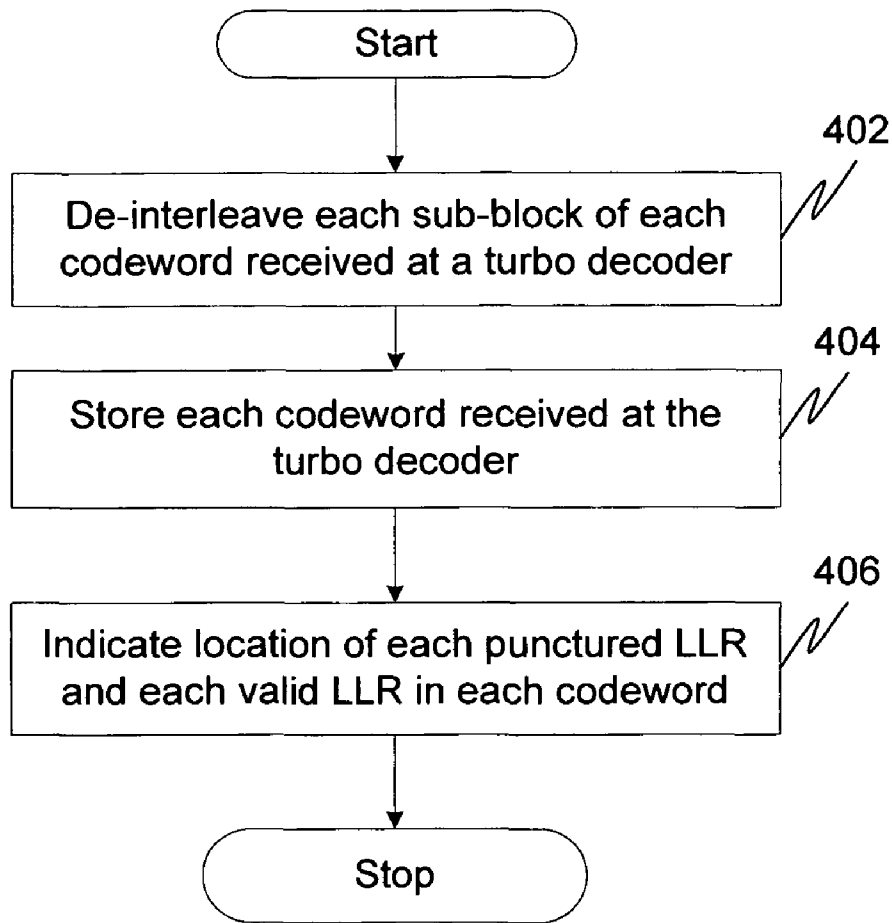 Start
402
De-interleave each sub-block of each
codeword received at a turbo decoder
404
Store each codeword received at the
turbo decoder
406
Indicate location of each punctured LLR
and each valid LLR in each codeword
Stop